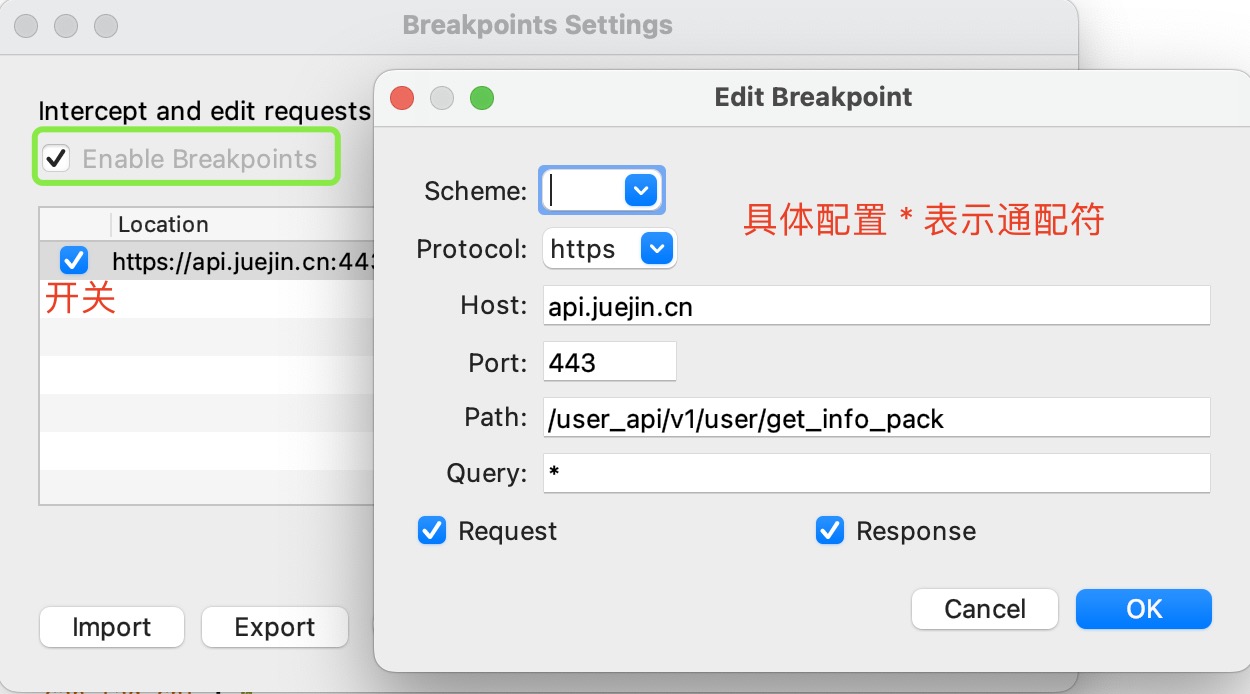 Breakpoints Settings
Intercept and edit requests
Enable Breakpoints
Location
https://api.juejin.cn:443
开关
Import
Export
Edit Breakpoint
Scheme:
具体配置 * 表示通配符
Protocol: https
Host: api.juejin.cn
Port: 443
Path: /user_api/v1/user/get_info_pack
Query: *
Request
Response
Cancel
OK